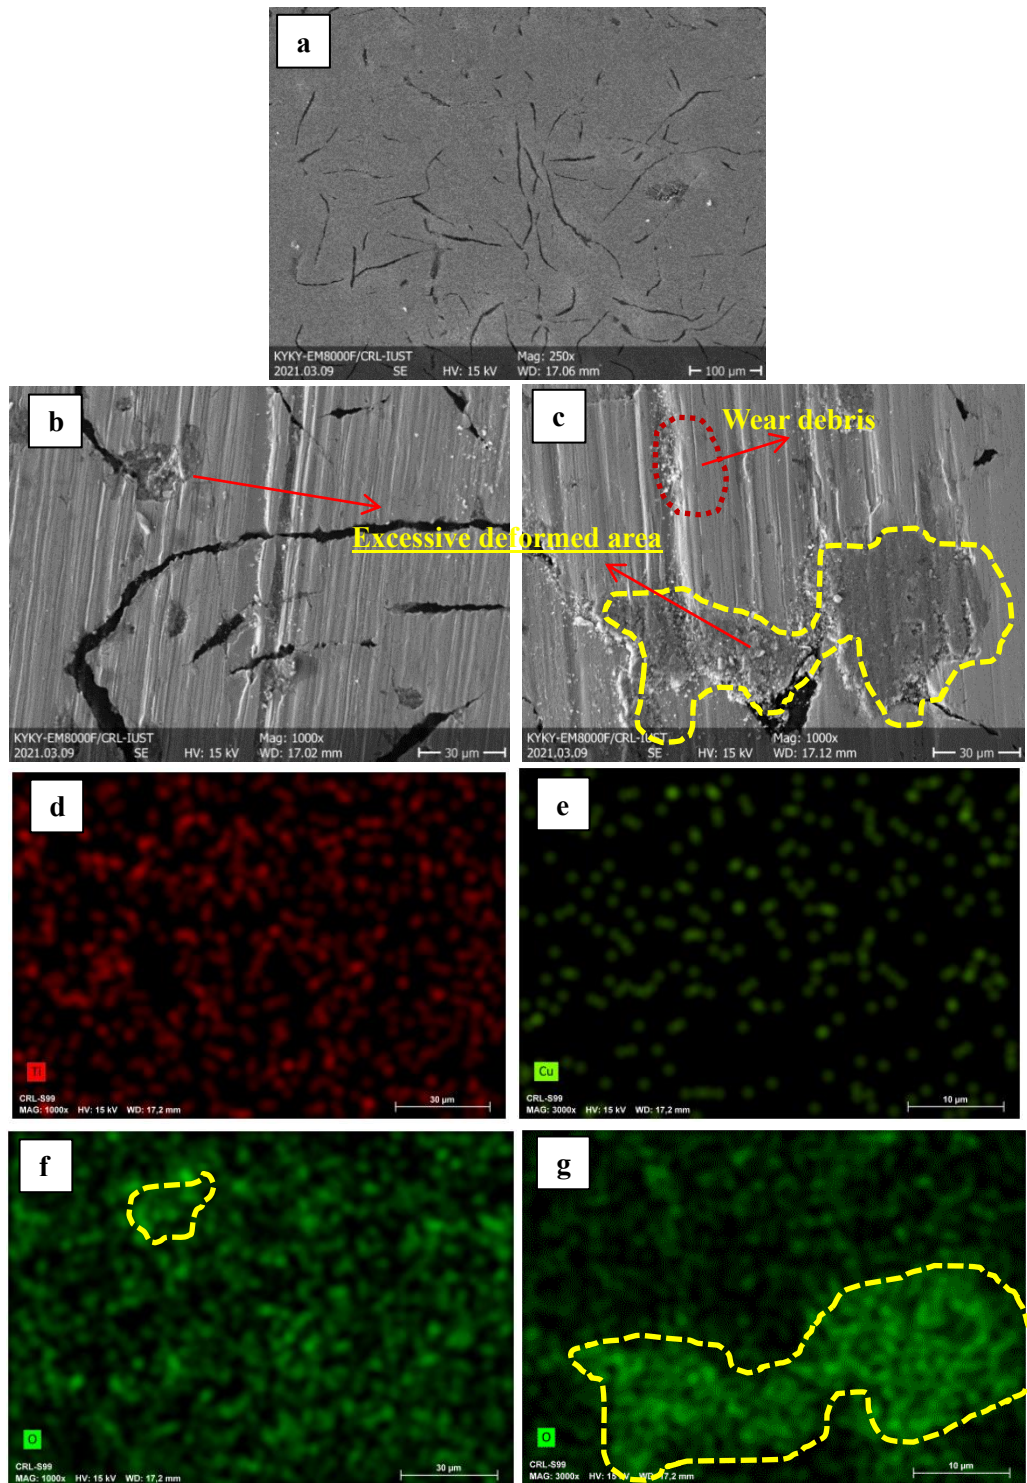 a
KYKY-EM8000F/CRL-IUST Mag: 250x
2021.03.09 SE HV: 15 kV WD: 17.06 mm 100 µm
b
c
Wear debris
Excessive deformed area
KYKY-EM8000F/CRL-IUST Mag: 1000x
2021.03.09 SE HV: 15 kV WD: 17.02 mm 30 µm
KYKY-EM8000F/CRL-IUST Mag: 1000x
2021.03.09 SE HV: 15 kV WD: 17.12 mm 30 µm
d
Ti
CRL-S99
MAG: 1000x HV: 15 kV WD: 17,2 mm 30 µm
e
Cu
CRL-S99
MAG: 3000x HV: 15 kV WD: 17,2 mm 10 µm
f
O
CRL-S99
MAG: 1000x HV: 15 kV WD: 17,2 mm 30 µm
g
O
CRL-S99
MAG: 3000x HV: 15 kV WD: 17,2 mm 10 µm